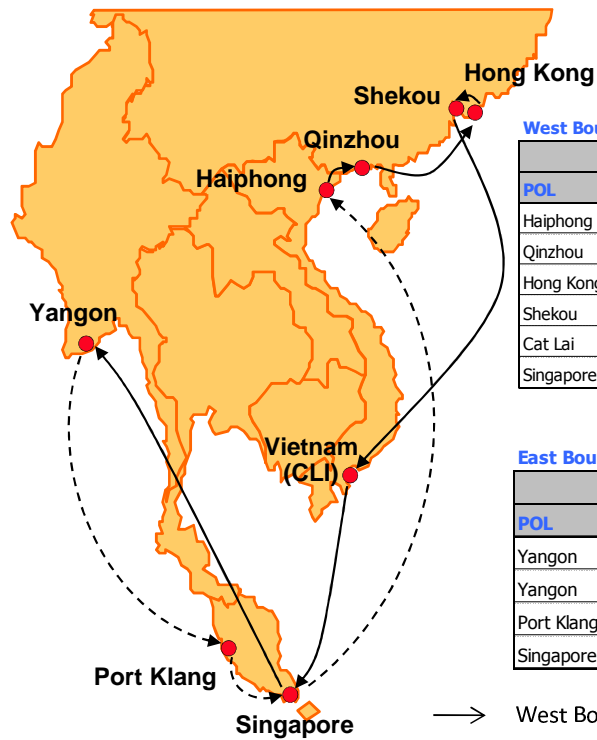 Hong Kong
Shekou
Qinzhou
Haiphong
Yangon
Vietnam
(CLI)
Port Klang
Singapore
West Bou
POL
Haiphong
Qinzhou
Hong Kong
Shekou
Cat Lai
Singapore
East Bou
POL
Yangon
Yangon
Port Klang
Singapore
West Bo